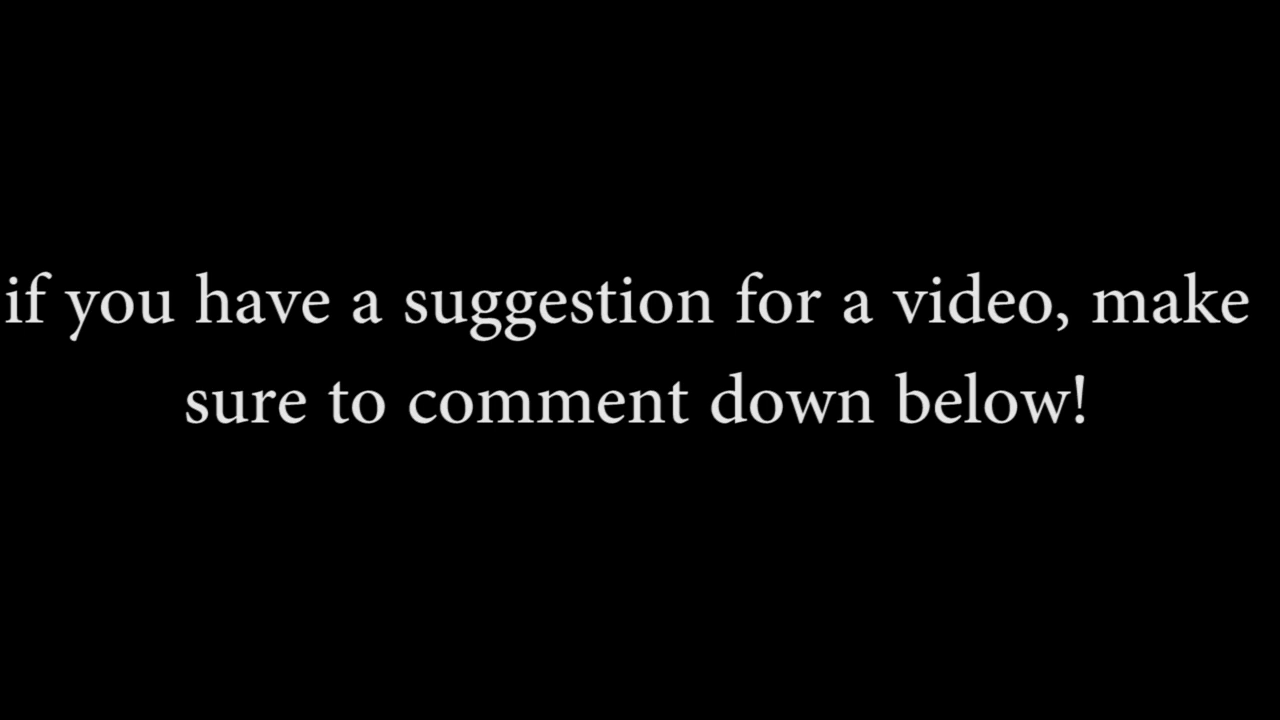 if you have a suggestion for a video, make
sure to comment down below!